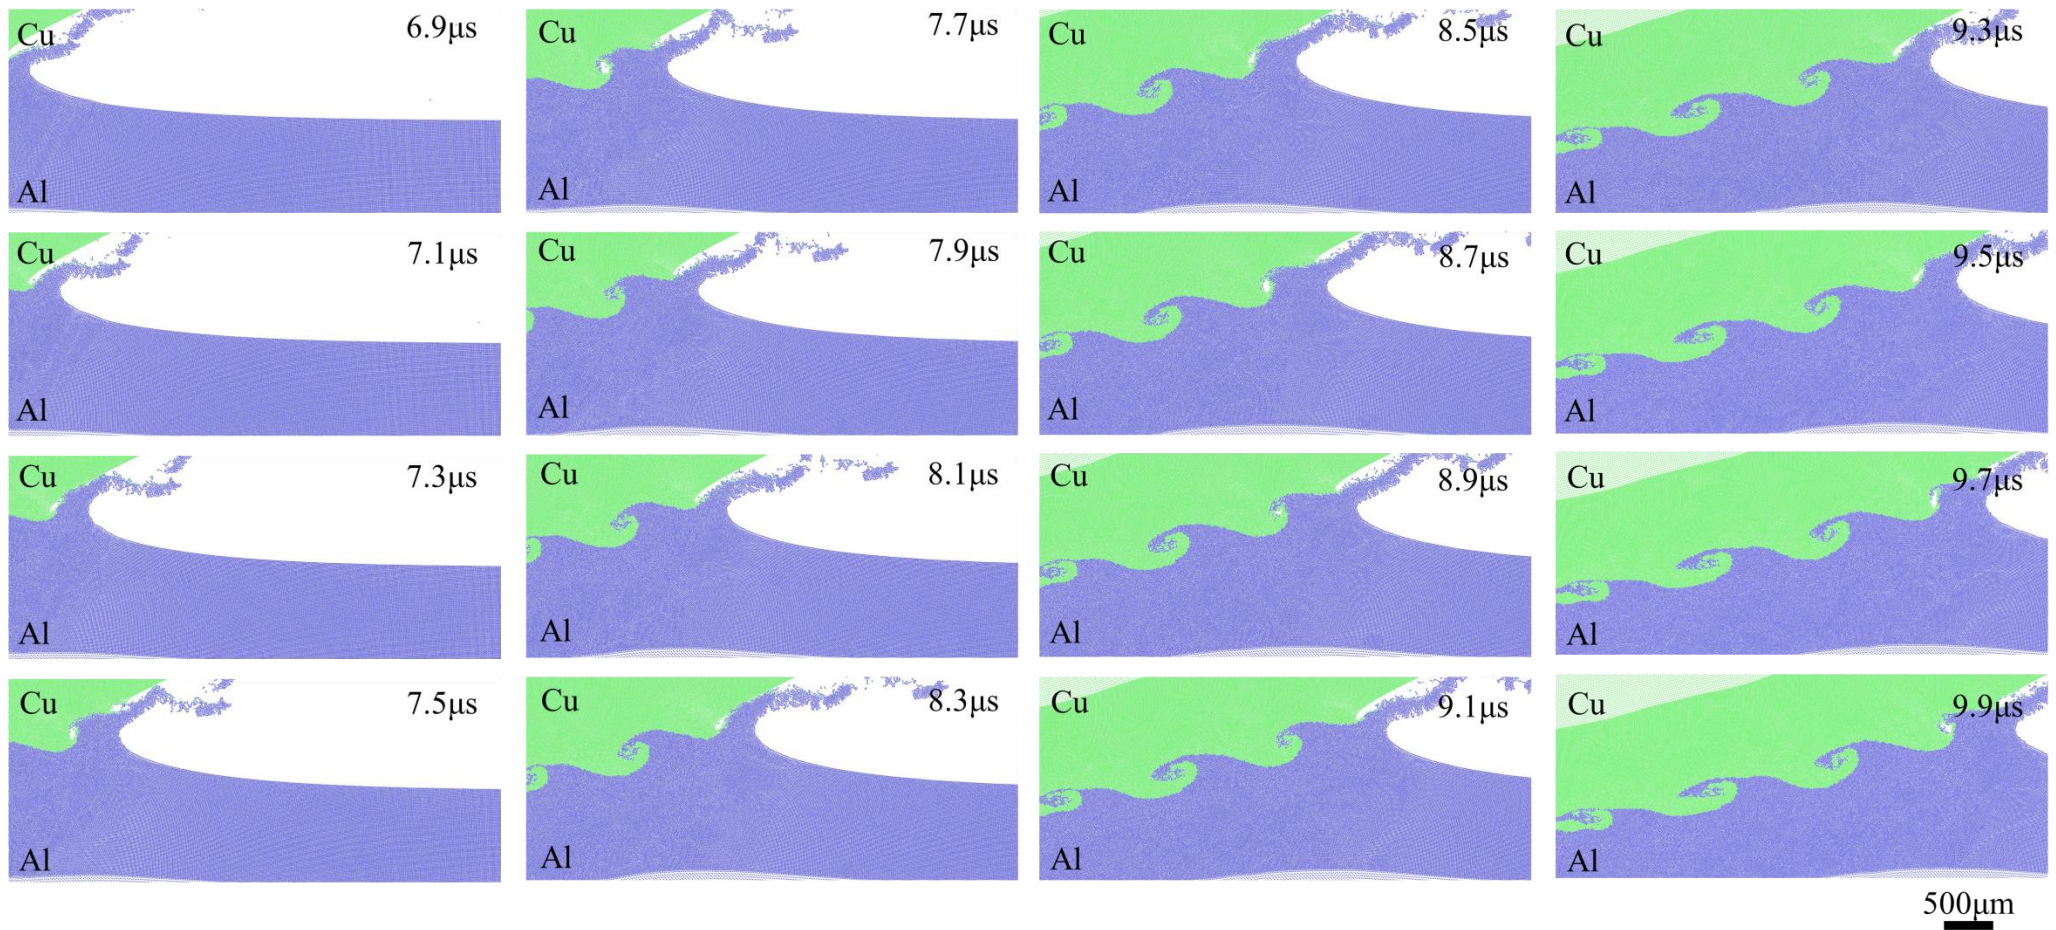 Cu 6.9μs
Al
Cu 7.7μs
Al
Cu 8.5μs
Al
Cu 9.3μs
Al
Cu 7.1μs
Al
Cu 7.9μs
Al
Cu 8.7μs
Al
Cu 9.5μs
Al
Cu 7.3μs
Al
Cu 8.1μs
Al
Cu 8.9μs
Al
Cu 9.7μs
Al
Cu 7.5μs
Al
Cu 8.3μs
Al
Cu 9.1μs
Al
Cu 9.9μs
Al
500μm